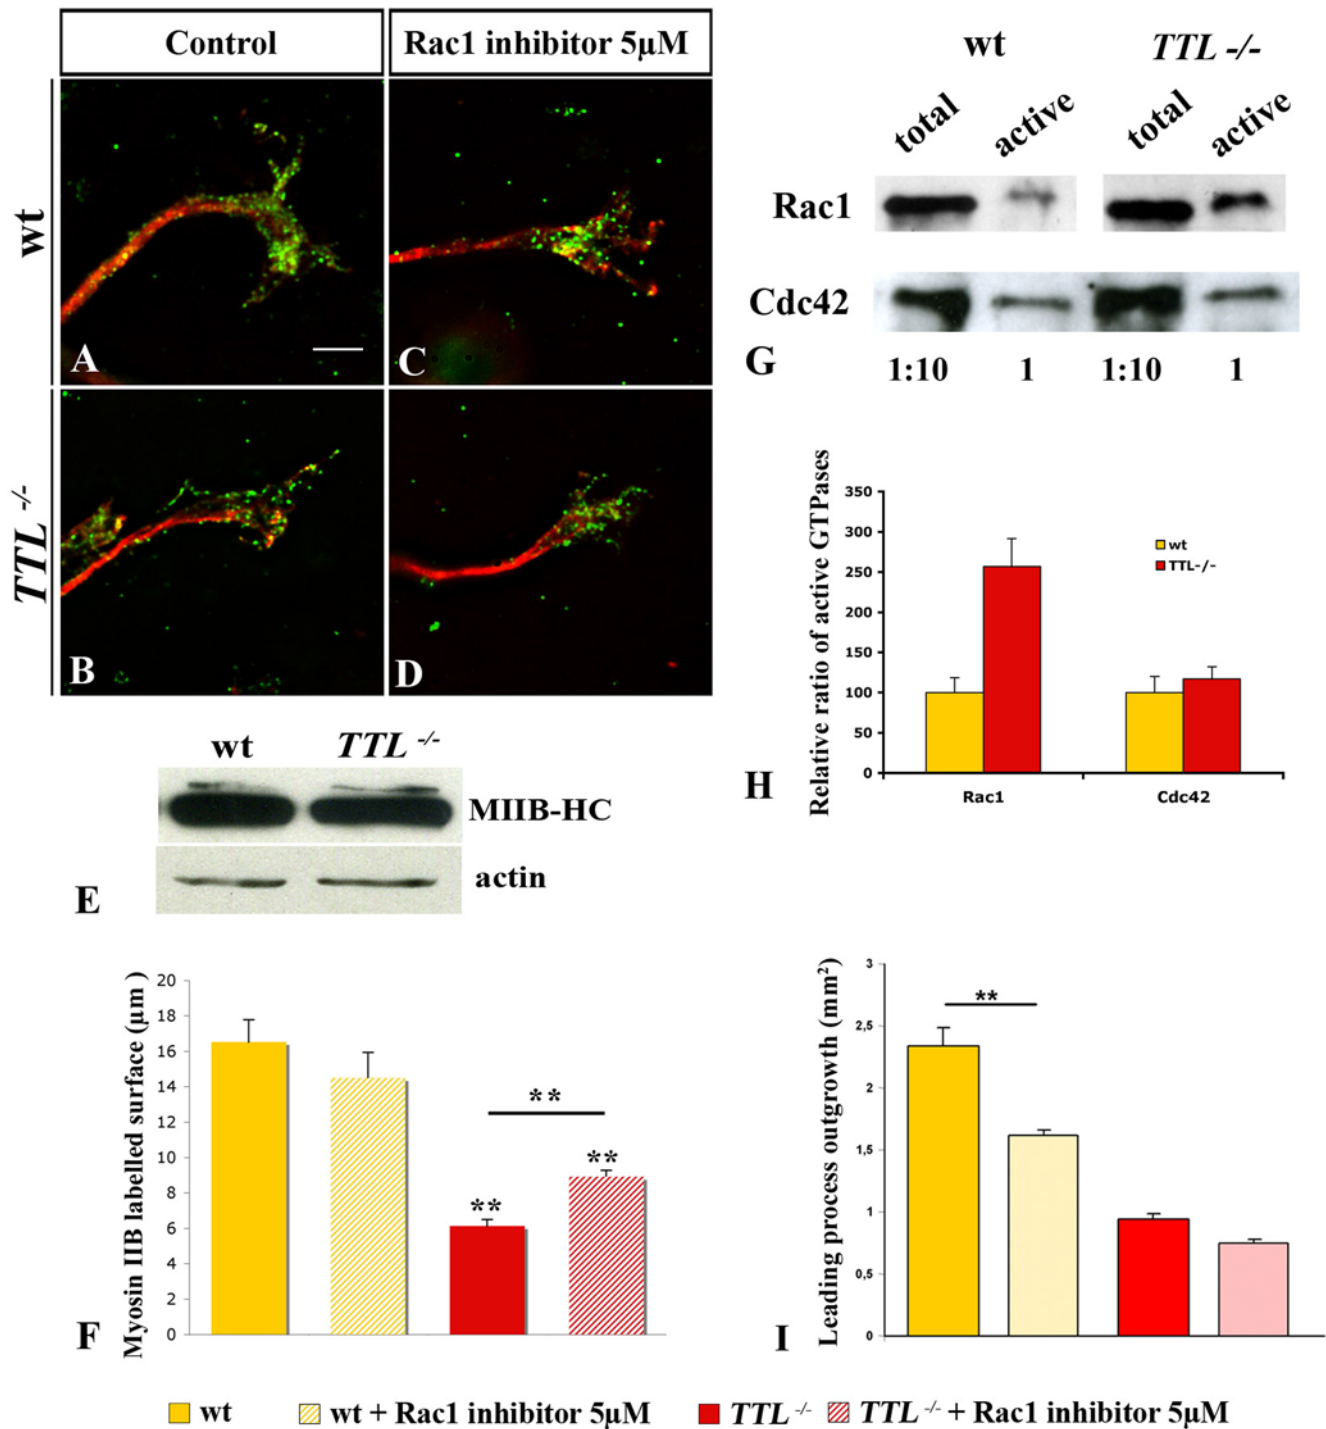 Control
Rac1 inhibitor 5µM
wt
TTL -/-
A
C
B
D
wt
TTL -/-
MIIB-HC
actin
E
wt
TTL -/-
total
active
total
active
Rac1
Cdc42
G
1:10
1
1:10
1
Relative ratio of active GTPases
350
300
250
200
150
100
50
0
wt
TTL-/-
Rac1
Cdc42
H
Myosin IIB labelled surface (µm )
20
18
16
14
12
10
8
6
4
2
0
**
**
**
F
Leading process outgrowth (mm²)
3
2,5
2
1,5
1
0,5
0
**
I
wt
wt + Rac1 inhibitor 5µM
TTL -/-
TTL -/- + Rac1 inhibitor 5µM